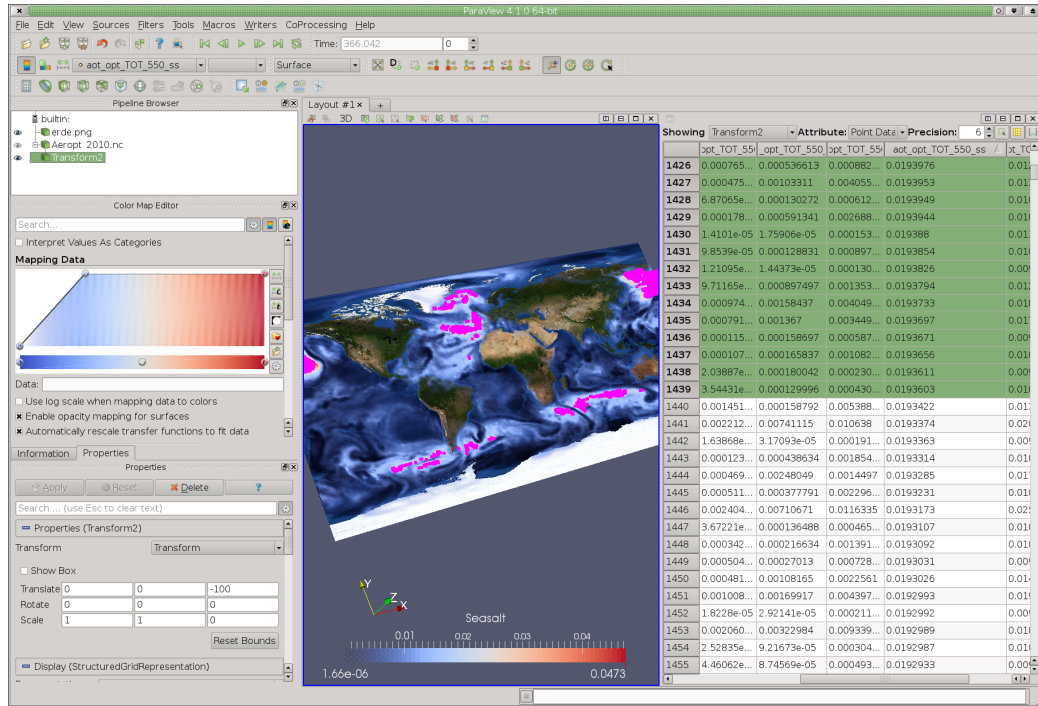 ParaView 4.1.0 64-bit
File Edit View Sources Filters Tools Macros Writers CoProcessing Help
Time: 366.042 0
aot_opt_TOT_550_ss Surface
3D
Pipeline Browser
builtin:
erde.png
Aeropt_2010.nc
Transform2
Color Map Editor
Search...
Interpret Values As Categories
Mapping Data
Data:
Use log scale when mapping data to colors
Enable opacity mapping for surfaces
Automatically rescale transfer functions to fit data
Information Properties
Properties
Apply Reset Delete ?
Search ... (use Esc to clear text)
Properties (Transform2)
Transform Transform
Show Box
Translate 0 0 -100
Rotate 0 0 0
Scale 1 1 0
Reset Bounds
Display (StructuredGridRepresentation)
Layout #1 +
3D
Y
Z
X
Seasalt
0.01 0.02 0.03 0.04
1.66e-06 0.0473
Showing Transform2 Attribute: Point Data Precision: 6
opt_TOT_55 _opt_TOT_550_ opt_TOT_55 aot_opt_TOT_550_ss
1426 0.000765... 0.000536613 0.000882... 0.0193976
1427 0.000475... 0.00103311 0.004055... 0.0193953
1428 6.87065e... 0.000130272 0.000612... 0.0193949
1429 0.000178... 0.000591341 0.002688... 0.0193944
1430 1.4101e-05 1.75906e-05 0.000153... 0.019388
1431 9.8539e-05 0.000128831 0.000897... 0.0193854
1432 1.21095e... 1.44373e-05 0.000130... 0.0193826
1433 9.71165e... 0.000897497 0.001353... 0.0193794
1434 0.000974... 0.00158437 0.004049... 0.0193733
1435 0.000791... 0.001367 0.003449... 0.0193697
1436 0.000115... 0.000158697 0.000587... 0.0193671
1437 0.000107... 0.000165837 0.001082... 0.0193656
1438 2.03887e... 0.000180042 0.000230... 0.0193611
1439 3.54431e... 0.000129996 0.000430... 0.0193603
1440 0.001451... 0.000158792 0.005388... 0.0193422
1441 0.002212... 0.00741115 0.010638 0.0193374
1442 1.63868e... 3.17093e-05 0.000191... 0.0193363
1443 0.000123... 0.000438634 0.001854... 0.0193314
1444 0.000469... 0.00248049 0.0014497 0.0193285
1445 0.000511... 0.000377791 0.002296... 0.0193231
1446 0.002404... 0.00710671 0.0116335 0.0193173
1447 3.67221e... 0.000136488 0.000465... 0.0193107
1448 0.000342... 0.000216634 0.001391... 0.0193092
1449 0.000504... 0.00027013 0.000728... 0.0193031
1450 0.000481... 0.00108165 0.0022561 0.0193026
1451 0.001008... 0.00169917 0.004397... 0.0192993
1452 1.8228e-05 2.92141e-05 0.000211... 0.0192992
1453 0.002060... 0.00322984 0.009339... 0.0192989
1454 2.52835e... 9.21673e-05 0.000304... 0.0192987
1455 4.46062e... 8.74569e-05 0.000493... 0.0192933